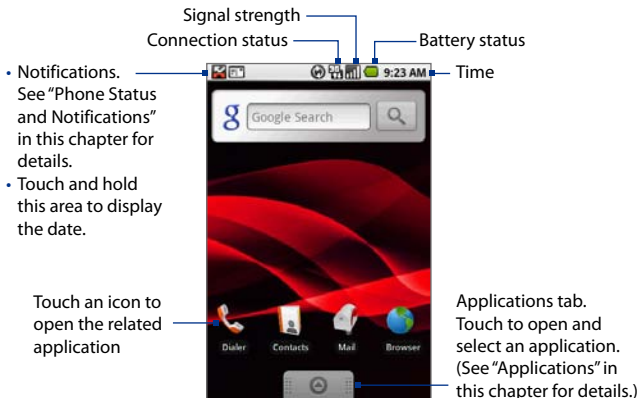 Signal strength
Connection status
Battery status
• Notifications.
See “Phone Status
and Notifications”
in this chapter for
details.
• Touch and hold
this area to display
the date.
9:23 AM
Time
g
Google Search
Touch an icon to
open the related
application
Dialer
Contacts
Mail
Browser
Applications tab.
Touch to open and
select an application.
(See “Applications” in
this chapter for details.)